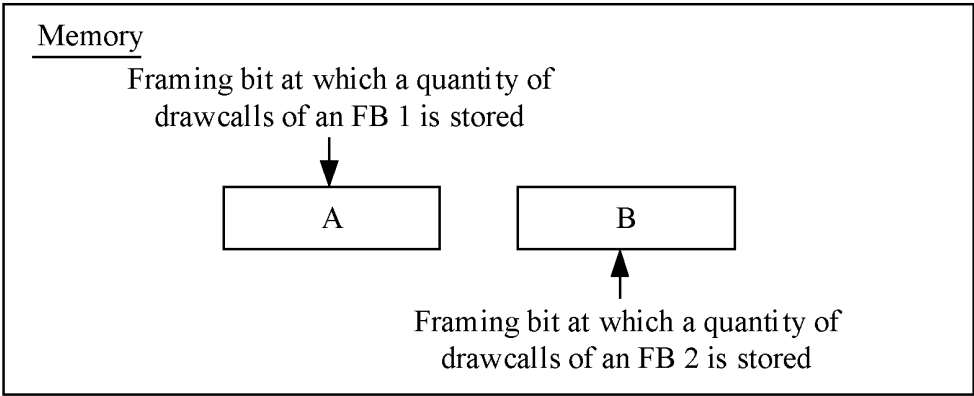 Memory
Framing bit at which a quantity of
drawcalls of an FB 1 is stored
A
B
Framing bit at which a quantity of
drawcalls of an FB 2 is stored